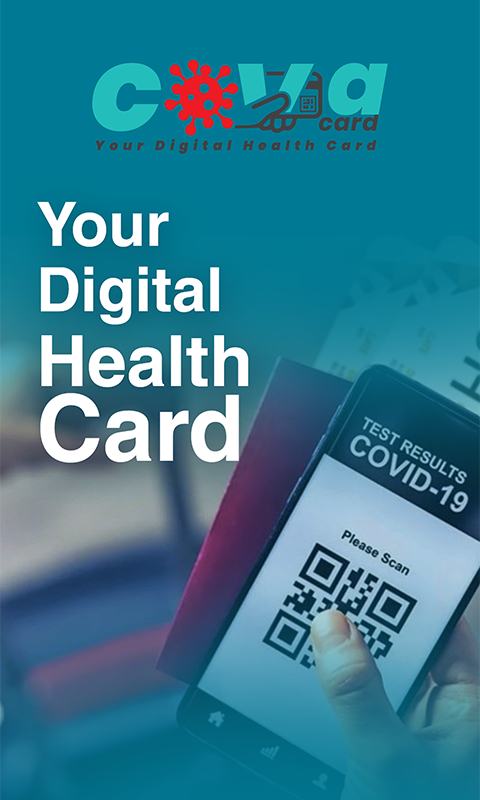 cova
card
Your Digital Health Card
Your
Digital
Health
Card
TEST RESULTS
COVID-19
Please Scan